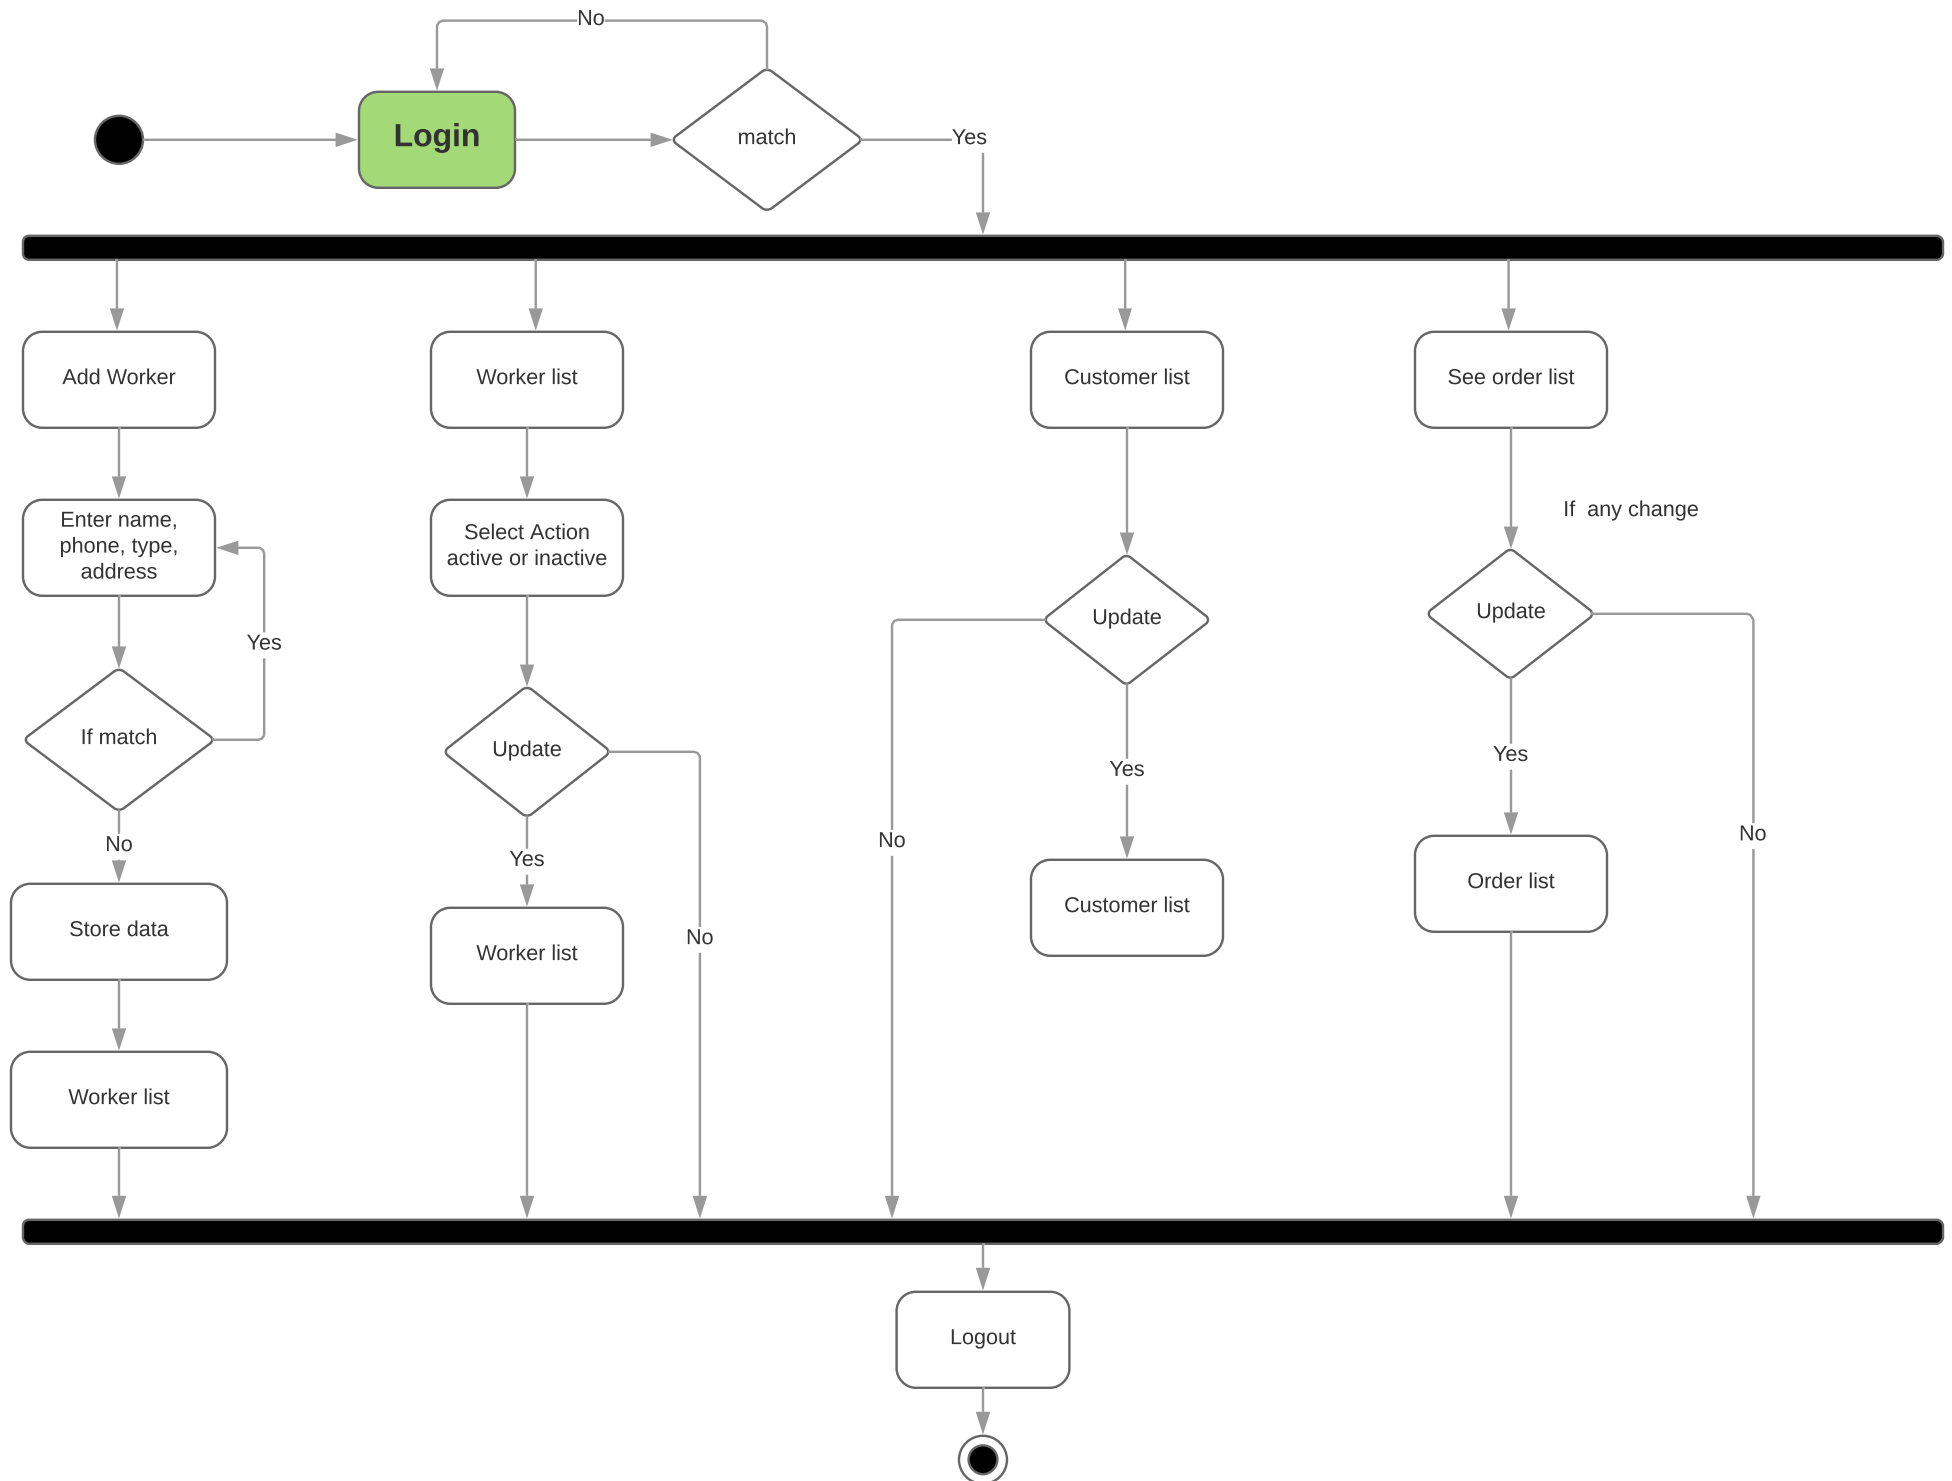 No
Login
match
Yes
Add Worker
Worker list
Customer list
See order list
Enter name,
phone, type,
address
Select Action
active or inactive
If  any change
Yes
Update
Update
If match
Update
Yes
Yes
No
No
No
Yes
Store data
Worker list
Customer list
Order list
No
Worker list
Logout